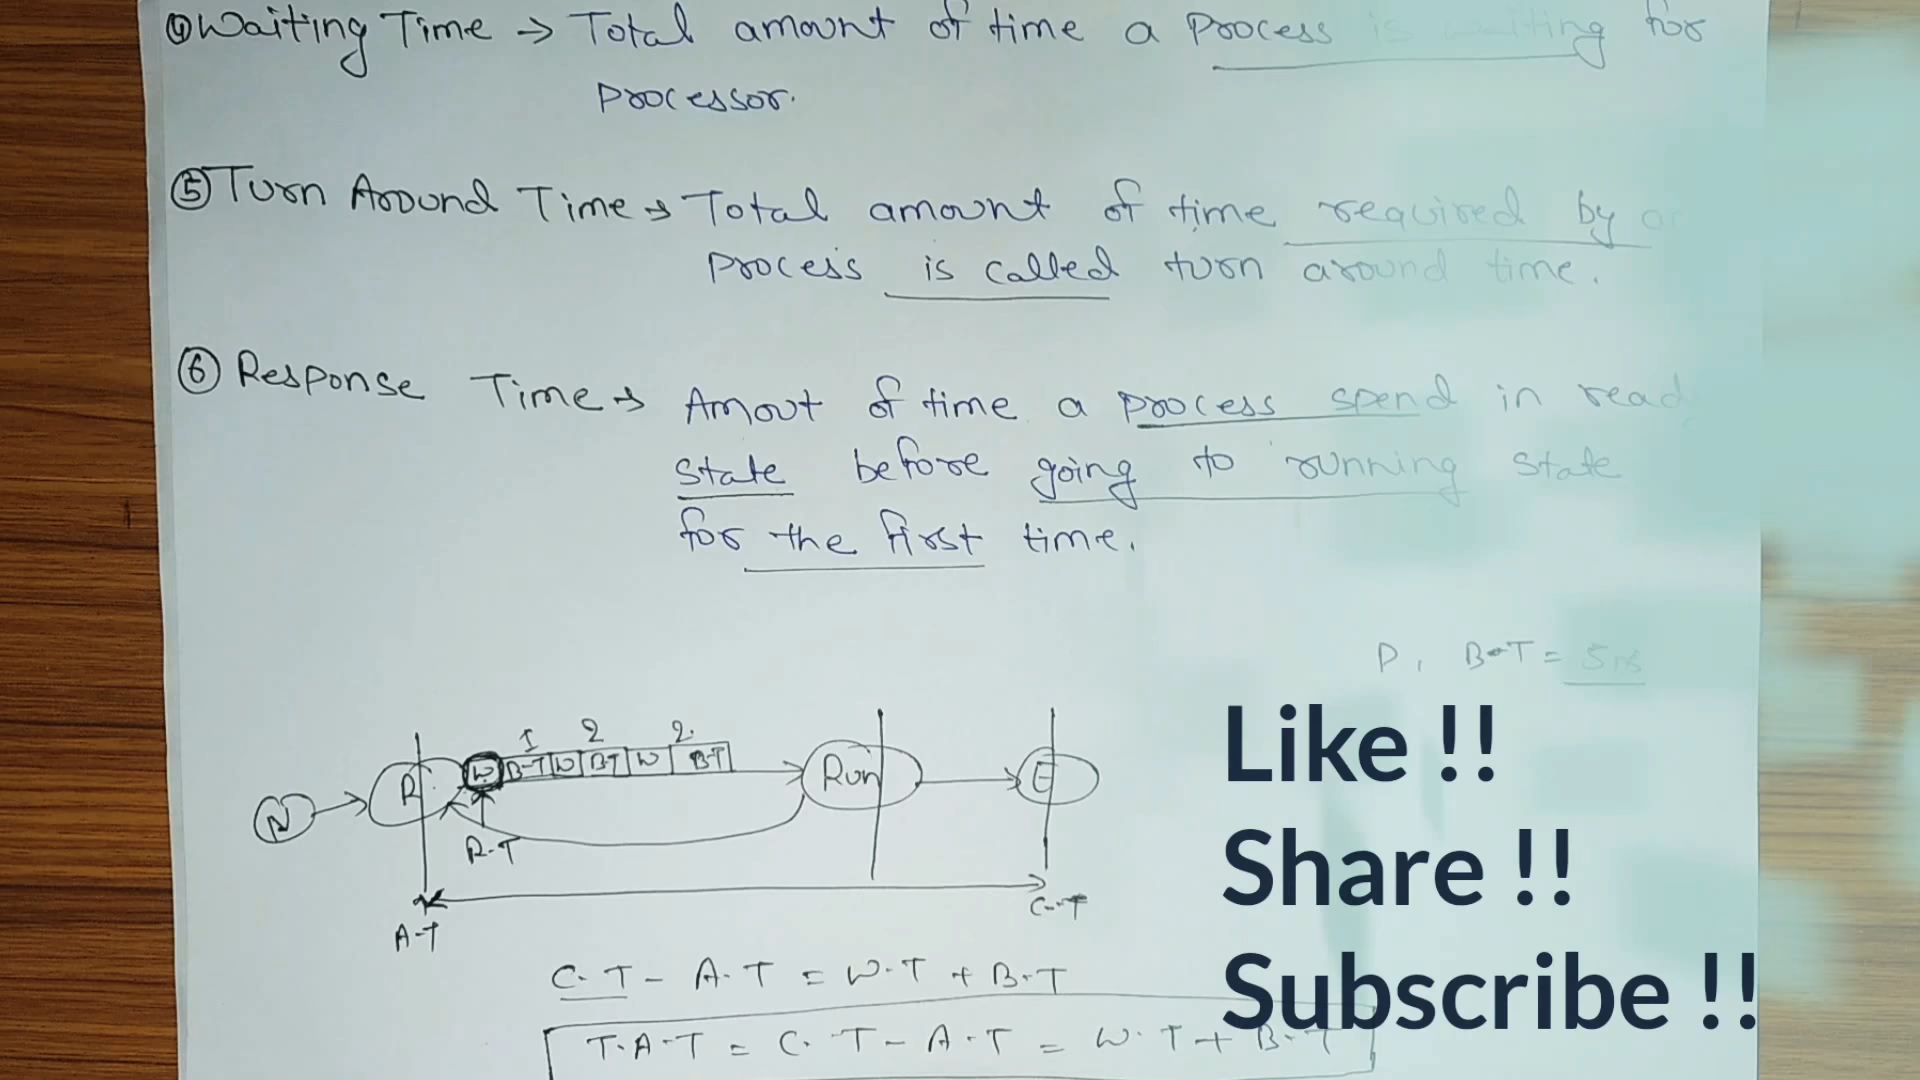 ④ Waiting Time → Total amount of time a process is waiting for
processor.
⑤ Turn Around Time → Total amount of time required by a
process is called turn around time.
⑥ Response Time → Amout of time a process spend in read
state before going to running state
for the first time.
P, B-T = 5ns
1 2 2.
N R. W B-T W B-T W B-T Run E
R-T
A-T C-T
C.T - A.T = W.T + B.T
T.A.T = C.T - A.T = W.T + B.T
Like !!
Share !!
Subscribe !!